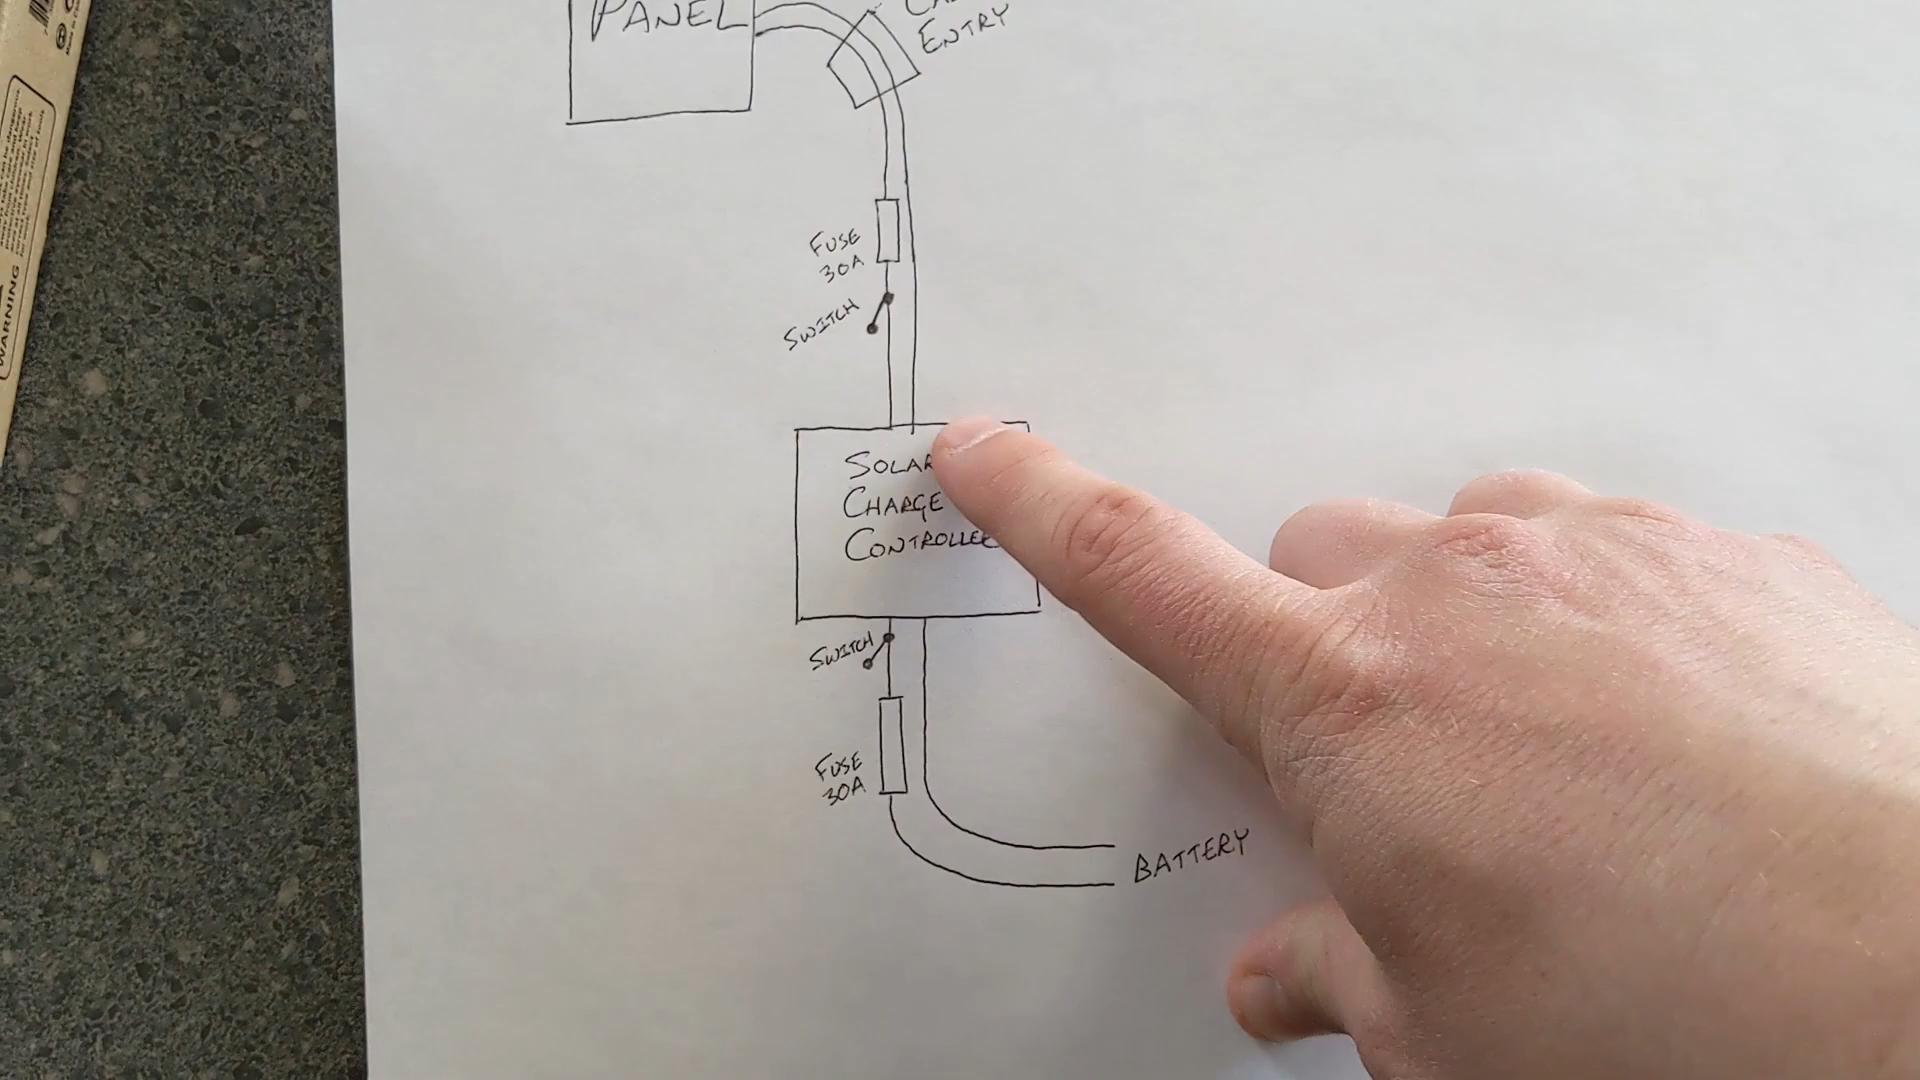 PANEL
ENTRY
FUSE
30A
SWITCH
SOLAR
CHARGE
CONTROLLER
SWITCH
FUSE
30A
BATTERY
WARNING